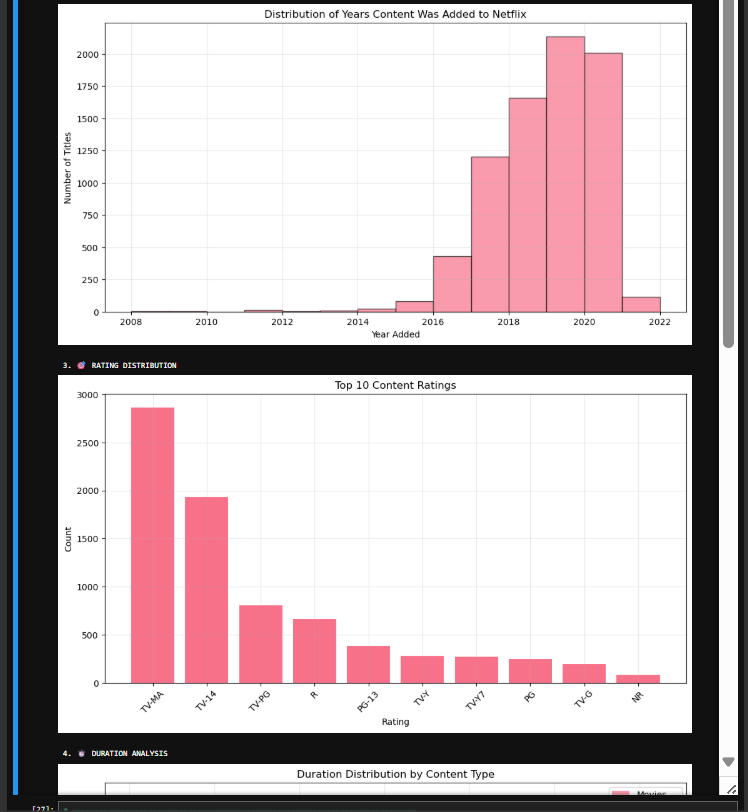 Distribution of Years Content Was Added to Netflix
2000
1750
1500
1250
1000
750
500
250
0
Number of Titles
2008 2010 2012 2014 2016 2018 2020 2022
Year Added
3. 🎯 RATING DISTRIBUTION
Top 10 Content Ratings
3000
2500
2000
1500
1000
500
0
Count
TV-MA TV-14 TV-PG R PG-13 TV-Y TV-Y7 PG TV-G NR
Rating
4. ⏱ DURATION ANALYSIS
Duration Distribution by Content Type
Movies
[27]: